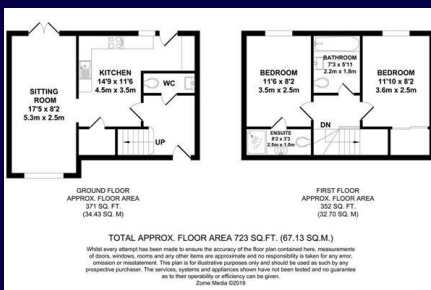 SITTING
ROOM
17'5 x 8'2
5.3m x 2.5m
KITCHEN
14'9 x 11'6
4.5m x 3.5m
WC
UP
GROUND FLOOR
APPROX. FLOOR
AREA
371 SQ. FT.
(34.43 SQ. M)
BEDROOM
11'6 x 8'2
3.5m x 2.5m
BATHROOM
7'3 x 5'11
2.2m x 1.8m
BEDROOM
11'10 x 8'2
3.6m x 2.5m
DN
ENSUITE
8'2 x 3'3
2.5m x 1.0m
FIRST FLOOR
APPROX. FLOOR
AREA
352 SQ. FT.
(32.70 SQ. M)
TOTAL APPROX. FLOOR AREA 723 SQ.FT. (67.13 SQ.M.)
Whilst every attempt has been made to ensure the accuracy of the floor plan contained here, measurements
of doors, windows, rooms and any other items are approximate and no responsibility is taken for any error,
omission or misstatement. This plan is for illustrative purposes only and should be used as such by any
prospective purchaser. The services, systems and appliances shown have not been tested and no guarantee
as to their operability or efficiency can be given.
Zome Media ©2019